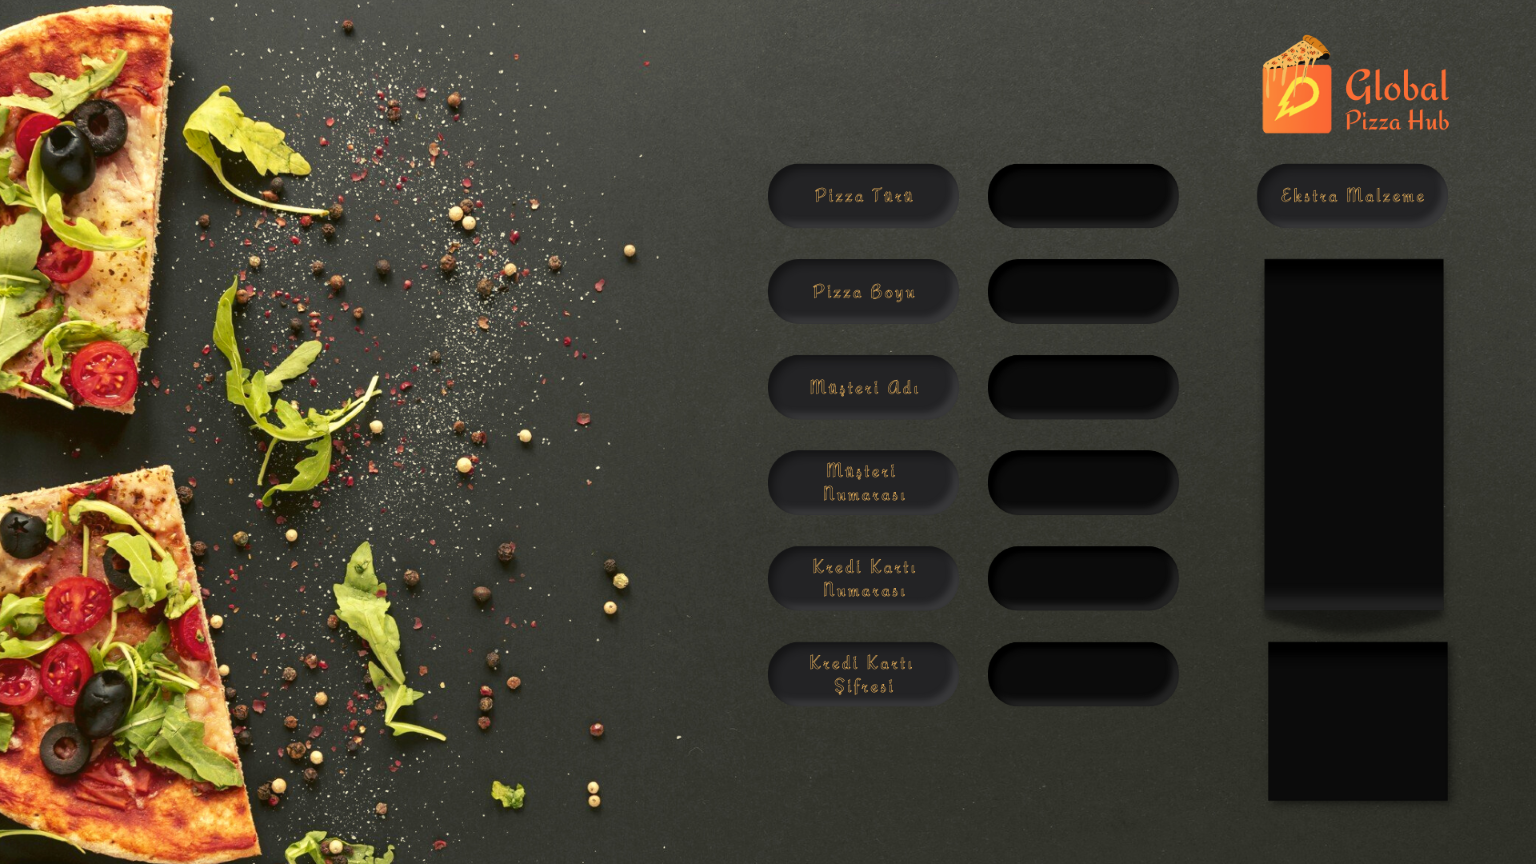 Global
Pizza Hub
Pizza Türü
Ekstra Malzeme
Pizza Boyu
Müşteri Adı
Müşteri
Numarası
Kredi Kartı
Numarası
Kredi Kartı
Şifresi